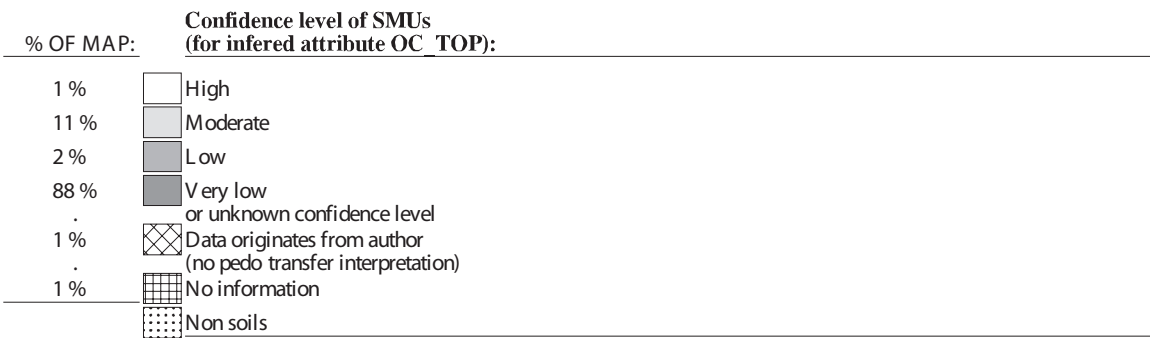 Confidence level of SMUs
% OF MAP: (for infered attribute OC_TOP):
1 % High
11 % Moderate
2 % Low
88 % Very low
. or unknown confidence level
1 % Data originates from author
. (no pedo transfer interpretation)
1 % No information
Non soils